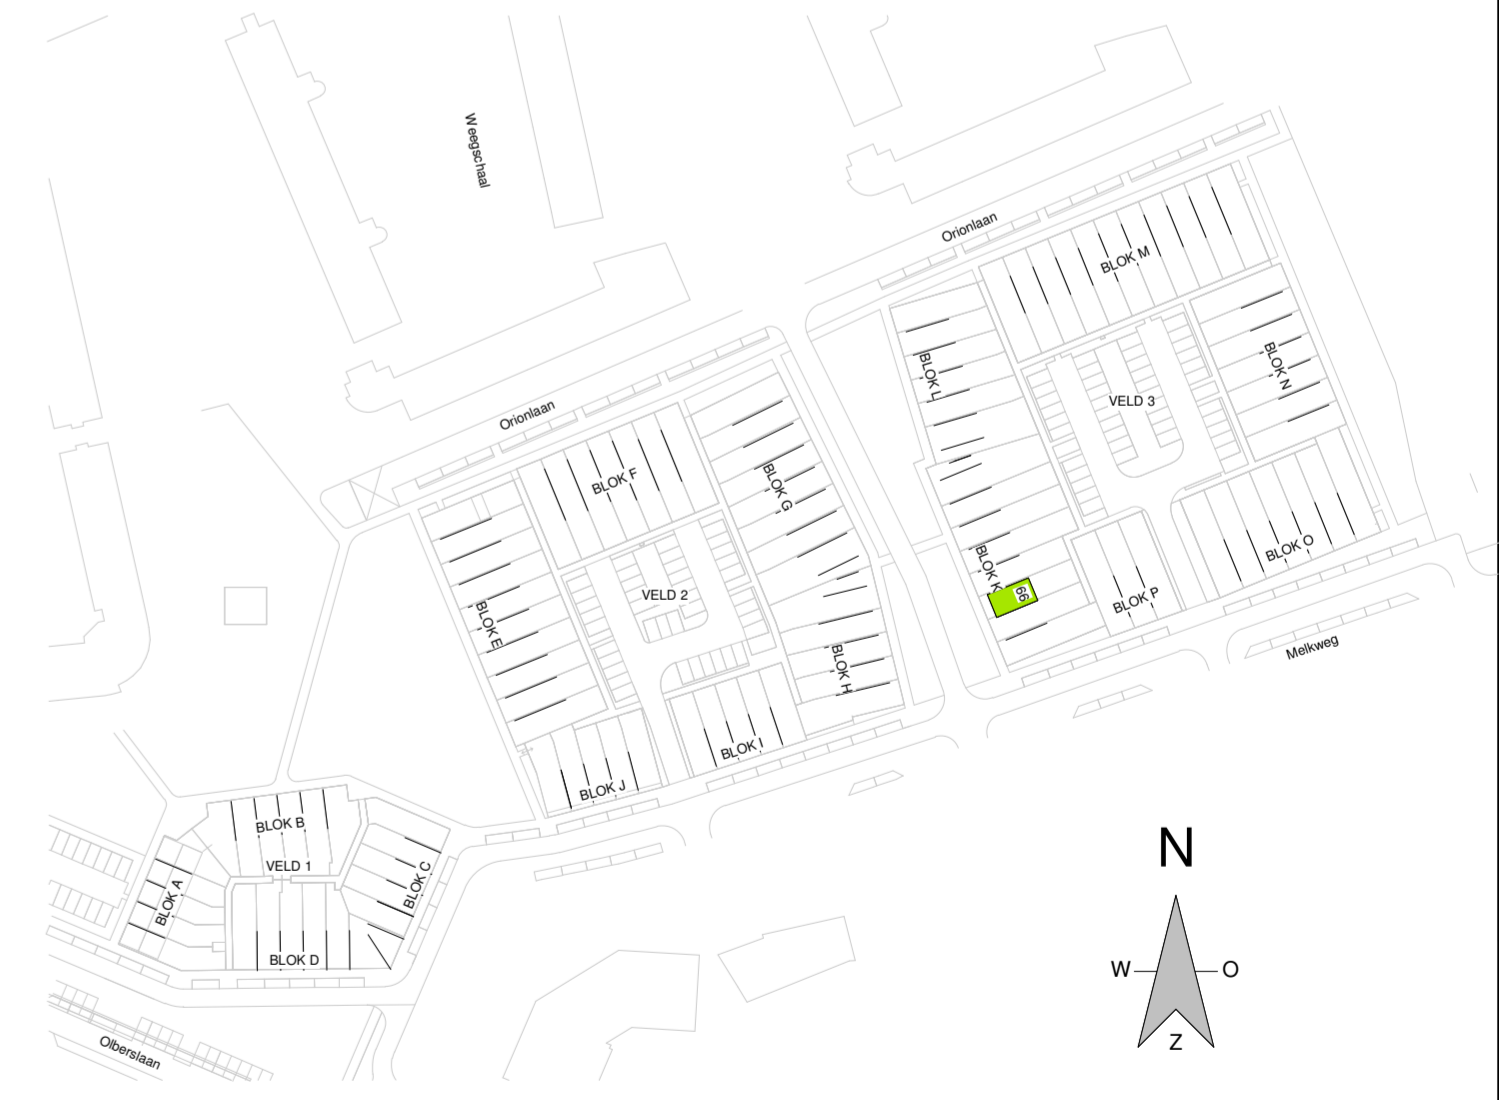 Weegschaal
Orionlaan
BLOK M
BLOK L
BLOK N
VELD 3
Orionlaan
BLOK F
BLOK G
BLOK O
BLOK K
66
BLOK P
VELD 2
BLOK E
BLOK H
Melkweg
BLOK I
BLOK J
BLOK B
VELD 1
BLOK C
BLOK A
BLOK D
N
W
O
Z
Olberslaan